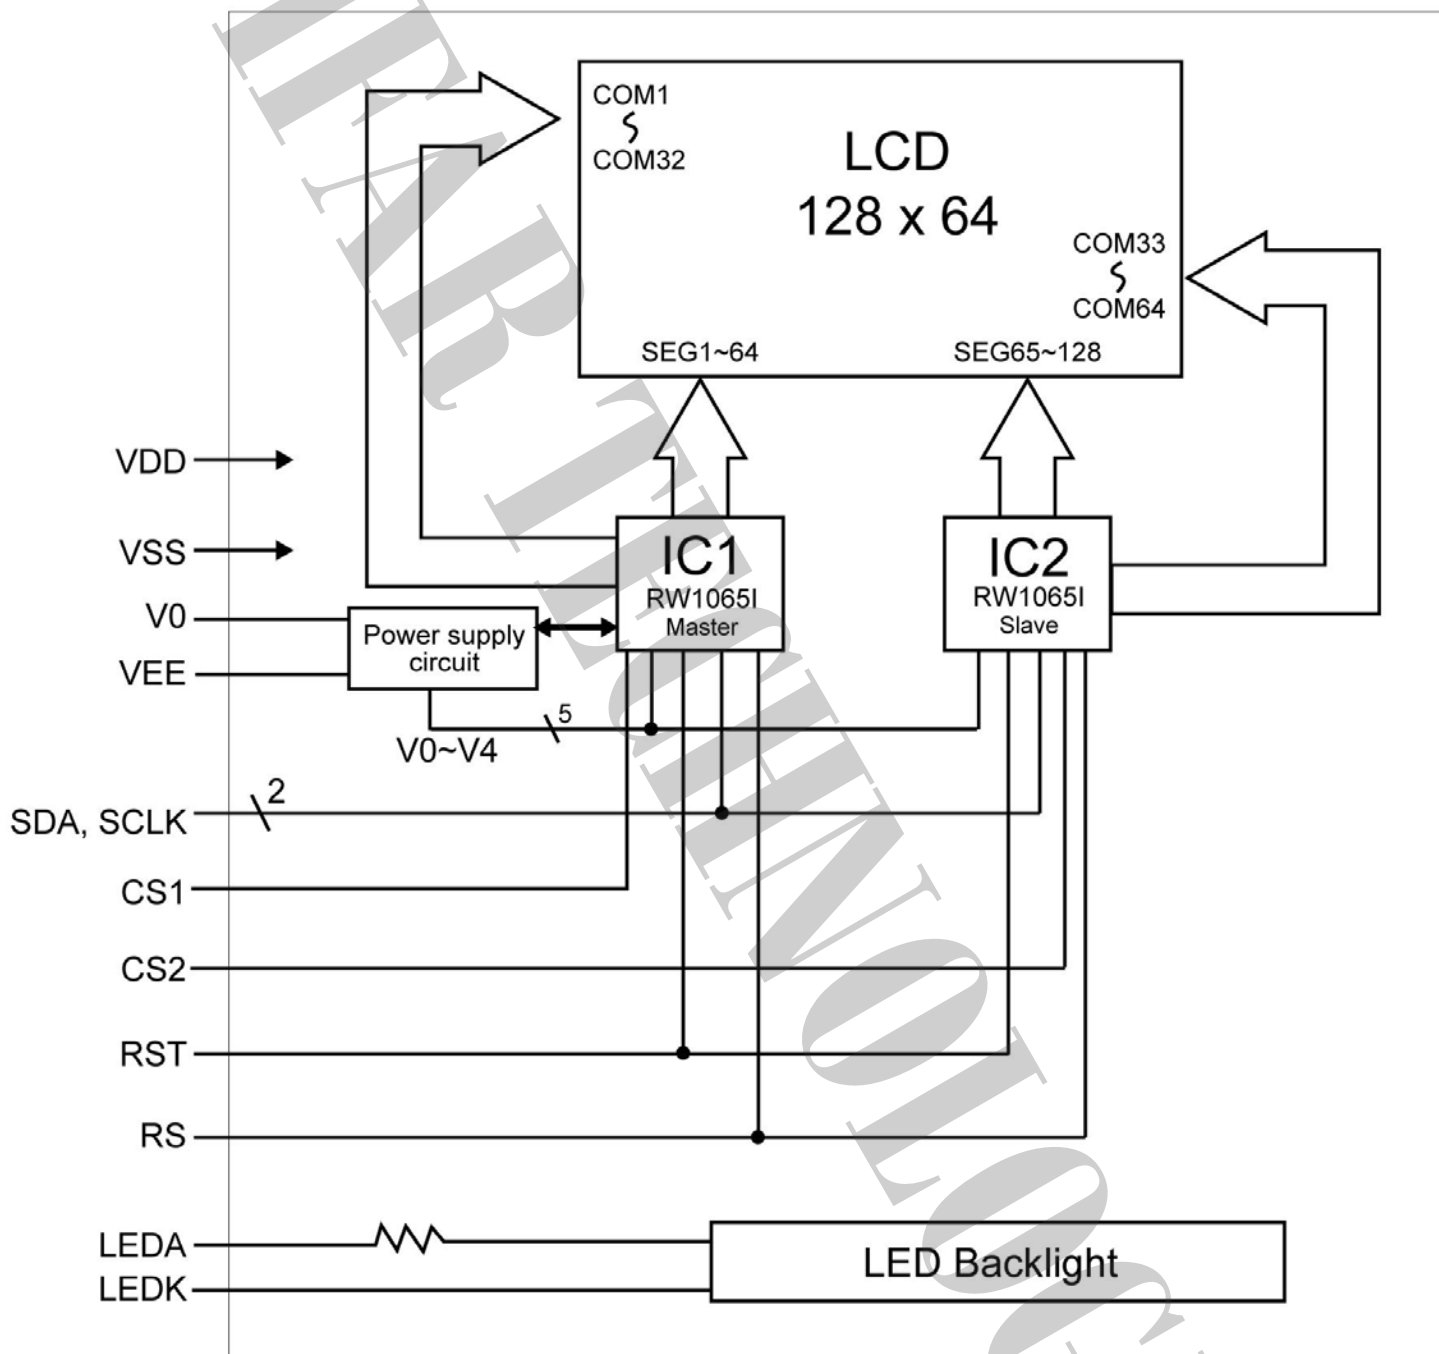 COM1
COM32
LCD
128 x 64
COM33
COM64
SEG1~64
SEG65~128
VDD
VSS
V0
VEE
Power supply
circuit
IC1
RW1065I
Master
IC2
RW1065I
Slave
5
V0~V4
2
SDA, SCLK
CS1
CS2
RST
RS
LEDA
LEDK
LED Backlight
FAR TECHNOLOG